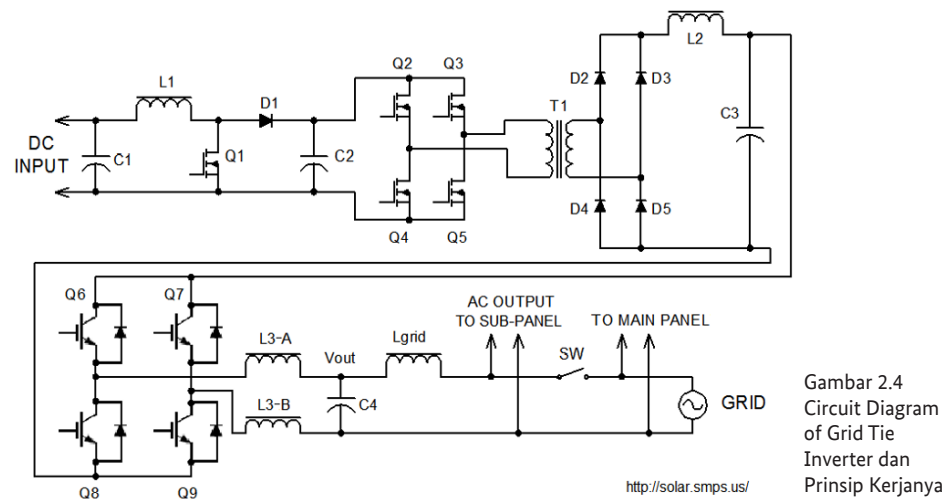 L2
Q2 Q3
L1
D2 D3
D1
T1
C3
DC
INPUT
C1
Q1
C2
D4 D5
Q4 Q5
Q6 Q7
AC OUTPUT
TO SUB-PANEL
TO MAIN PANEL
L3-A
Vout
Lgrid
SW
C4
GRID
L3-B
Q8 Q9
http://solar.smps.us/
Gambar 2.4
Circuit Diagram
of Grid Tie
Inverter dan
Prinsip Kerjanya